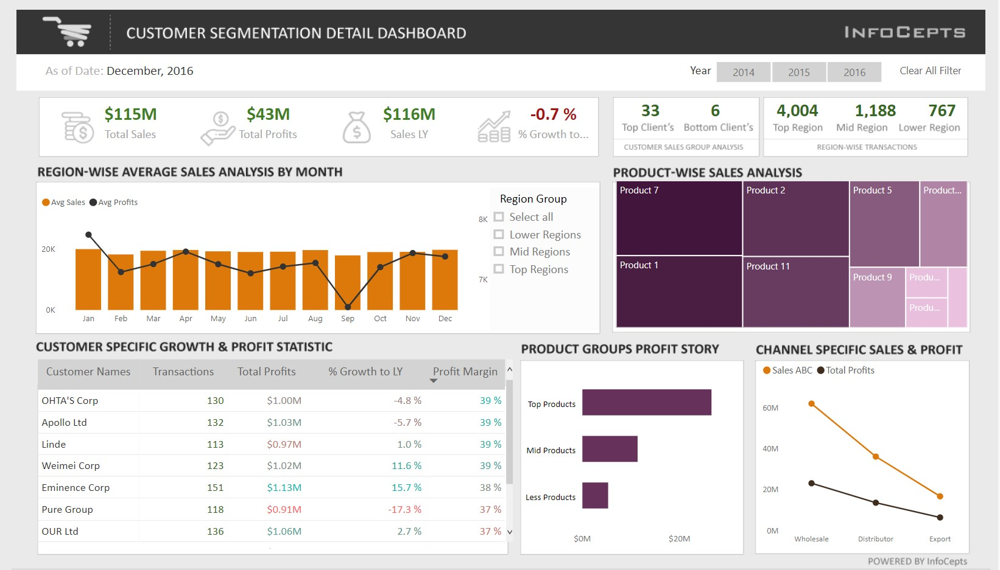 CUSTOMER SEGMENTATION DETAIL DASHBOARD
INFOCEPTS
As of Date: December, 2016
Year
2014
2015
2016
Clear All Filter
$115M
Total Sales
$43M
Total Profits
$116M
Sales LY
-0.7 %
% Growth to...
33
Top Client's
6
Bottom Client's
CUSTOMER SALES GROUP ANALYSIS
4,004
Top Region
1,188
Mid Region
767
Lower Region
REGION-WISE TRANSACTIONS
REGION-WISE AVERAGE SALES ANALYSIS BY MONTH
Avg Sales
Avg Profits
20K
0K
8K
7K
Jan Feb Mar Apr May Jun Jul Aug Sep Oct Nov Dec
Region Group
Select all
Lower Regions
Mid Regions
Top Regions
PRODUCT-WISE SALES ANALYSIS
Product 7
Product 2
Product 5
Product...
Product 1
Product 11
Product 9
Produ...
Produ...
CUSTOMER SPECIFIC GROWTH & PROFIT STATISTIC
Customer Names Transactions Total Profits % Growth to LY Profit Margin
OHTA'S Corp 130 $1.00M -4.8 % 39 %
Apollo Ltd 132 $1.03M -5.7 % 39 %
Linde 113 $0.97M 1.0 % 39 %
Weimei Corp 123 $1.02M 11.6 % 39 %
Eminence Corp 151 $1.13M 15.7 % 38 %
Pure Group 118 $0.91M -17.3 % 37 %
OUR Ltd 136 $1.06M 2.7 % 37 %
PRODUCT GROUPS PROFIT STORY
Top Products
Mid Products
Less Products
$0M $20M
CHANNEL SPECIFIC SALES & PROFIT
Sales ABC
Total Profits
60M
40M
20M
0M
Wholesale Distributor Export
POWERED BY InfoCepts